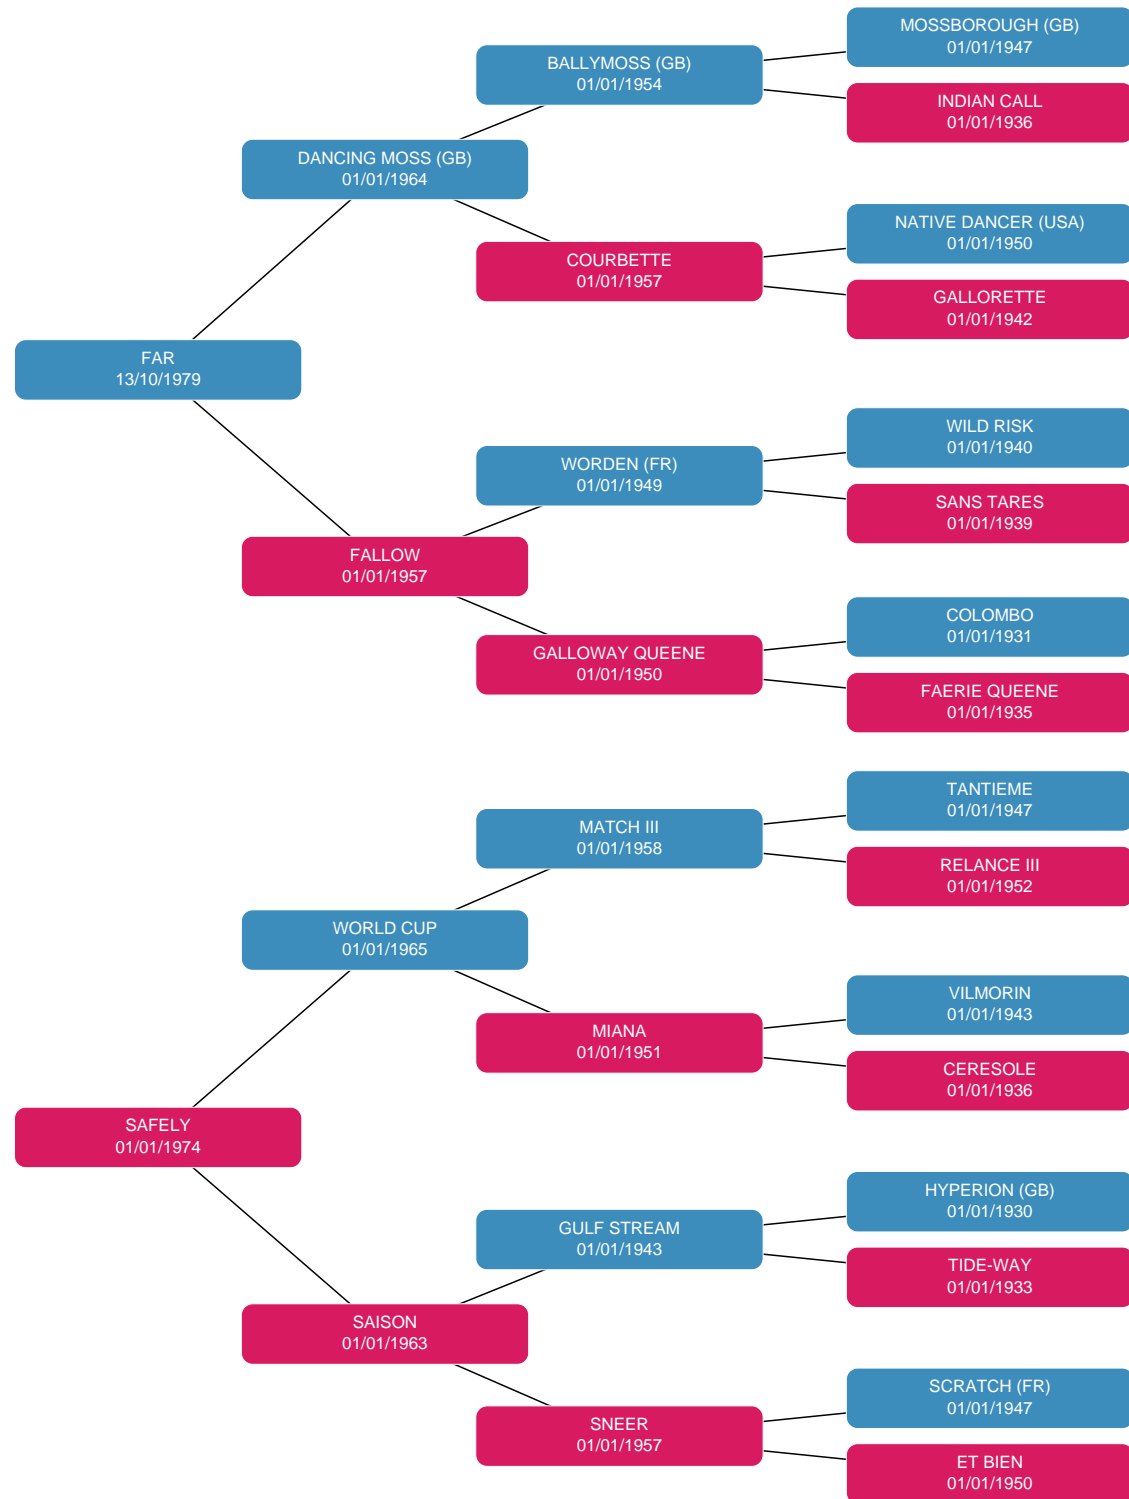 MOSSBOROUGH (GB)
01/01/1947
BALLYMOSS (GB)
01/01/1954
INDIAN CALL
01/01/1936
DANCING MOSS (GB)
01/01/1964
NATIVE DANCER (USA)
01/01/1950
COURBETTE
01/01/1957
GALLORETTE
01/01/1942
FAR
13/10/1979
WILD RISK
01/01/1940
WORDEN (FR)
01/01/1949
SANS TARES
01/01/1939
FALLOW
01/01/1957
COLOMBO
01/01/1931
GALLOWAY QUEENE
01/01/1950
FAERIE QUEENE
01/01/1935
TANTIEME
01/01/1947
MATCH III
01/01/1958
RELANCE III
01/01/1952
WORLD CUP
01/01/1965
VILMORIN
01/01/1943
MIANA
01/01/1951
CERESOLE
01/01/1936
SAFELY
01/01/1974
HYPERION (GB)
01/01/1930
GULF STREAM
01/01/1943
TIDE-WAY
01/01/1933
SAISON
01/01/1963
SCRATCH (FR)
01/01/1947
SNEER
01/01/1957
ET BIEN
01/01/1950